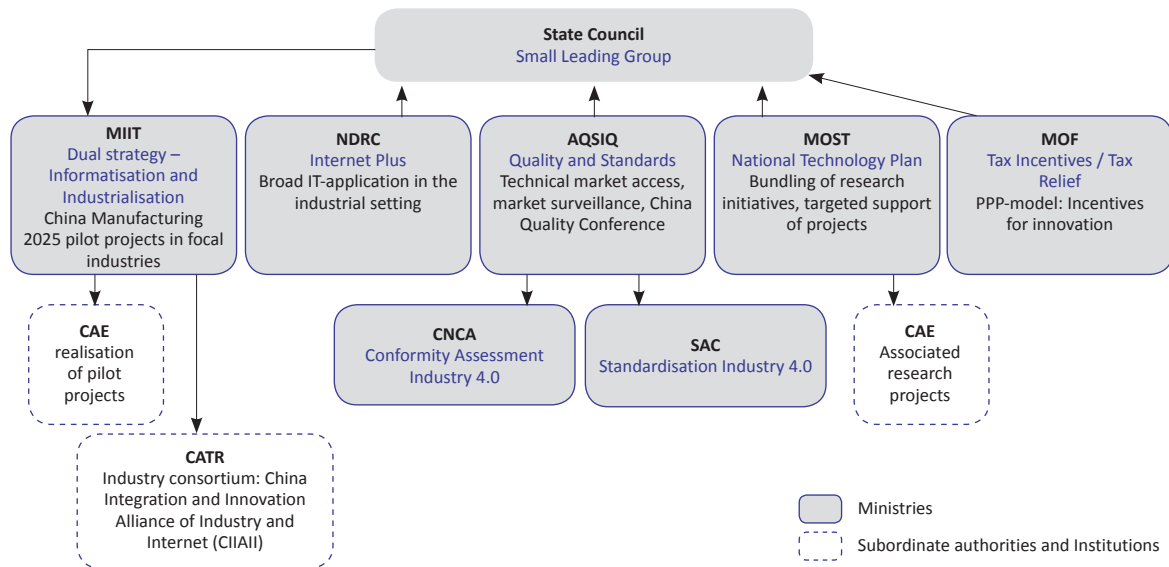 State Council
Small Leading Group
MIIT
Dual strategy –
Informatisation and
Industrialisation
China Manufacturing
2025 pilot projects in focal
industries
NDRC
Internet Plus
Broad IT-application in the
industrial setting
AQSIQ
Quality and Standards
Technical market access,
market surveillance, China
Quality Conference
MOST
National Technology Plan
Bundling of research
initiatives, targeted support
of projects
MOF
Tax Incentives / Tax
Relief
PPP-model: Incentives
for innovation
CAE
realisation
of pilot
projects
CNCA
Conformity Assessment
Industry 4.0
SAC
Standardisation Industry 4.0
CAE
Associated
research
projects
CATR
Industry consortium: China
Integration and Innovation
Alliance of Industry and
Internet (CIIAII)
Ministries
Subordinate authorities and Institutions